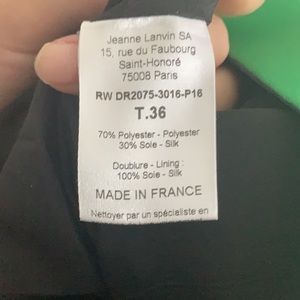 Jeanne Lanvin SA
15, rue du Faubourg
Saint-Honoré
75008 Paris
RW DR2075-3016-P16
T.36
70% Polyester - Polyester
30% Soie - Silk
Doublure - Lining :
100% Soie - Silk
MADE IN FRANCE
Nettoyer par un spécialiste en